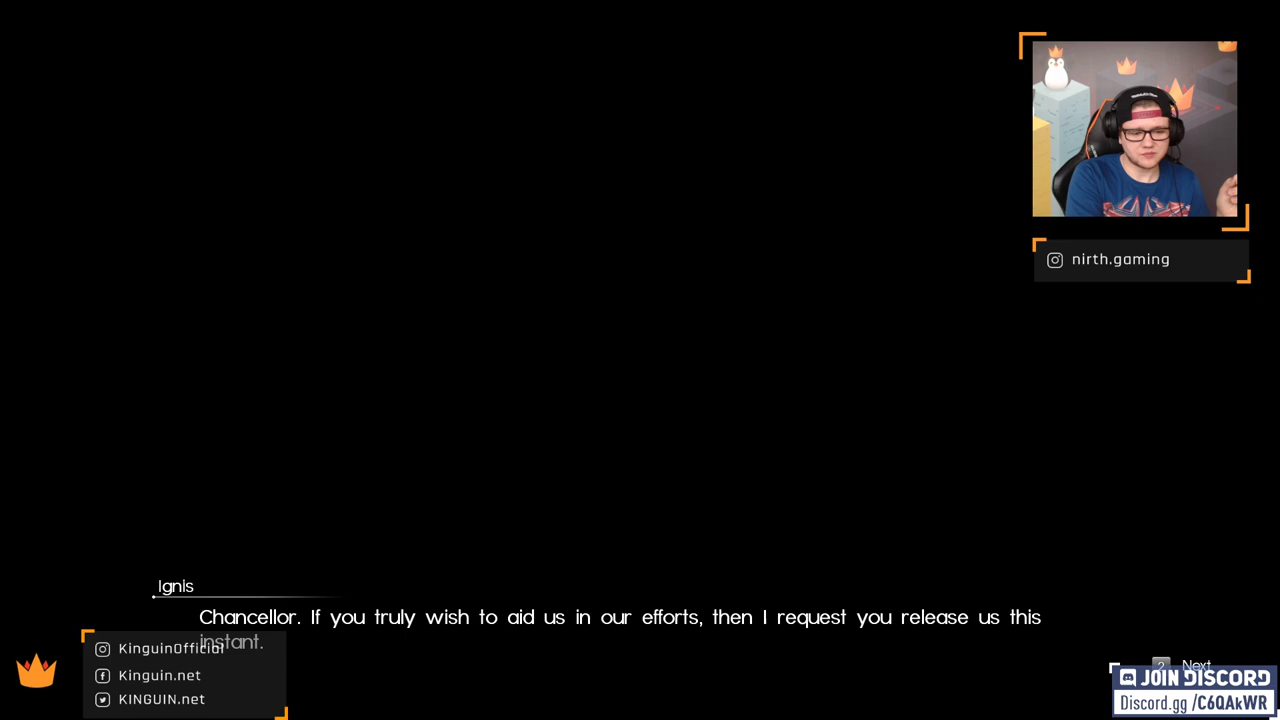 nirth.gaming
Ignis
Chancellor. If you truly wish to aid us in our efforts, then I request you release us this
instant.
KinguinOfficial
Kinguin.net
KINGUIN.net
2 Next
JOIN DISCORD
Discord.gg /C6QAkWR